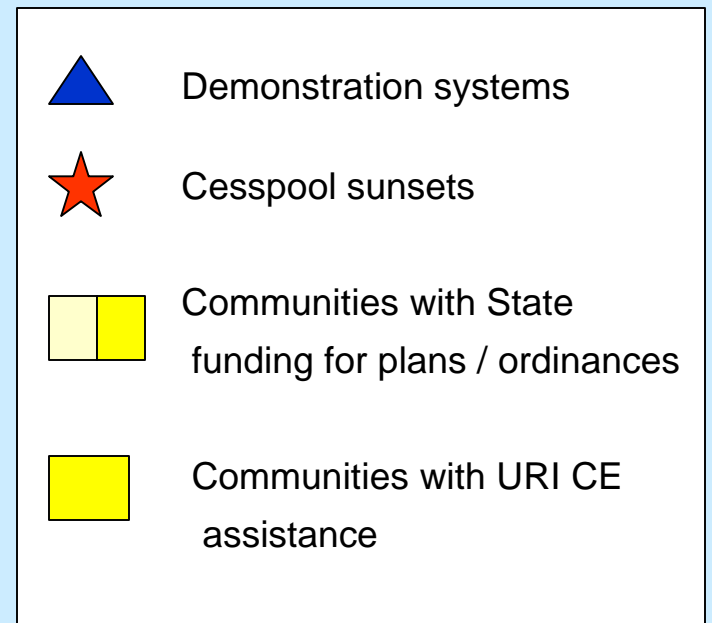 Demonstration systems
Cesspool sunsets
Communities with State
funding for plans / ordinances
Communities with URI CE
assistance